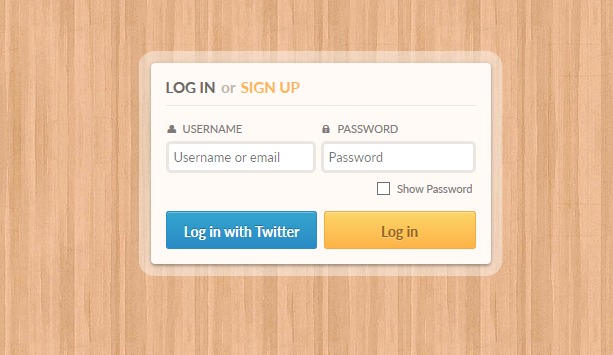 LOG IN or SIGN UP
USERNAME PASSWORD
Username or email Password
Show Password
Log in with Twitter Log in